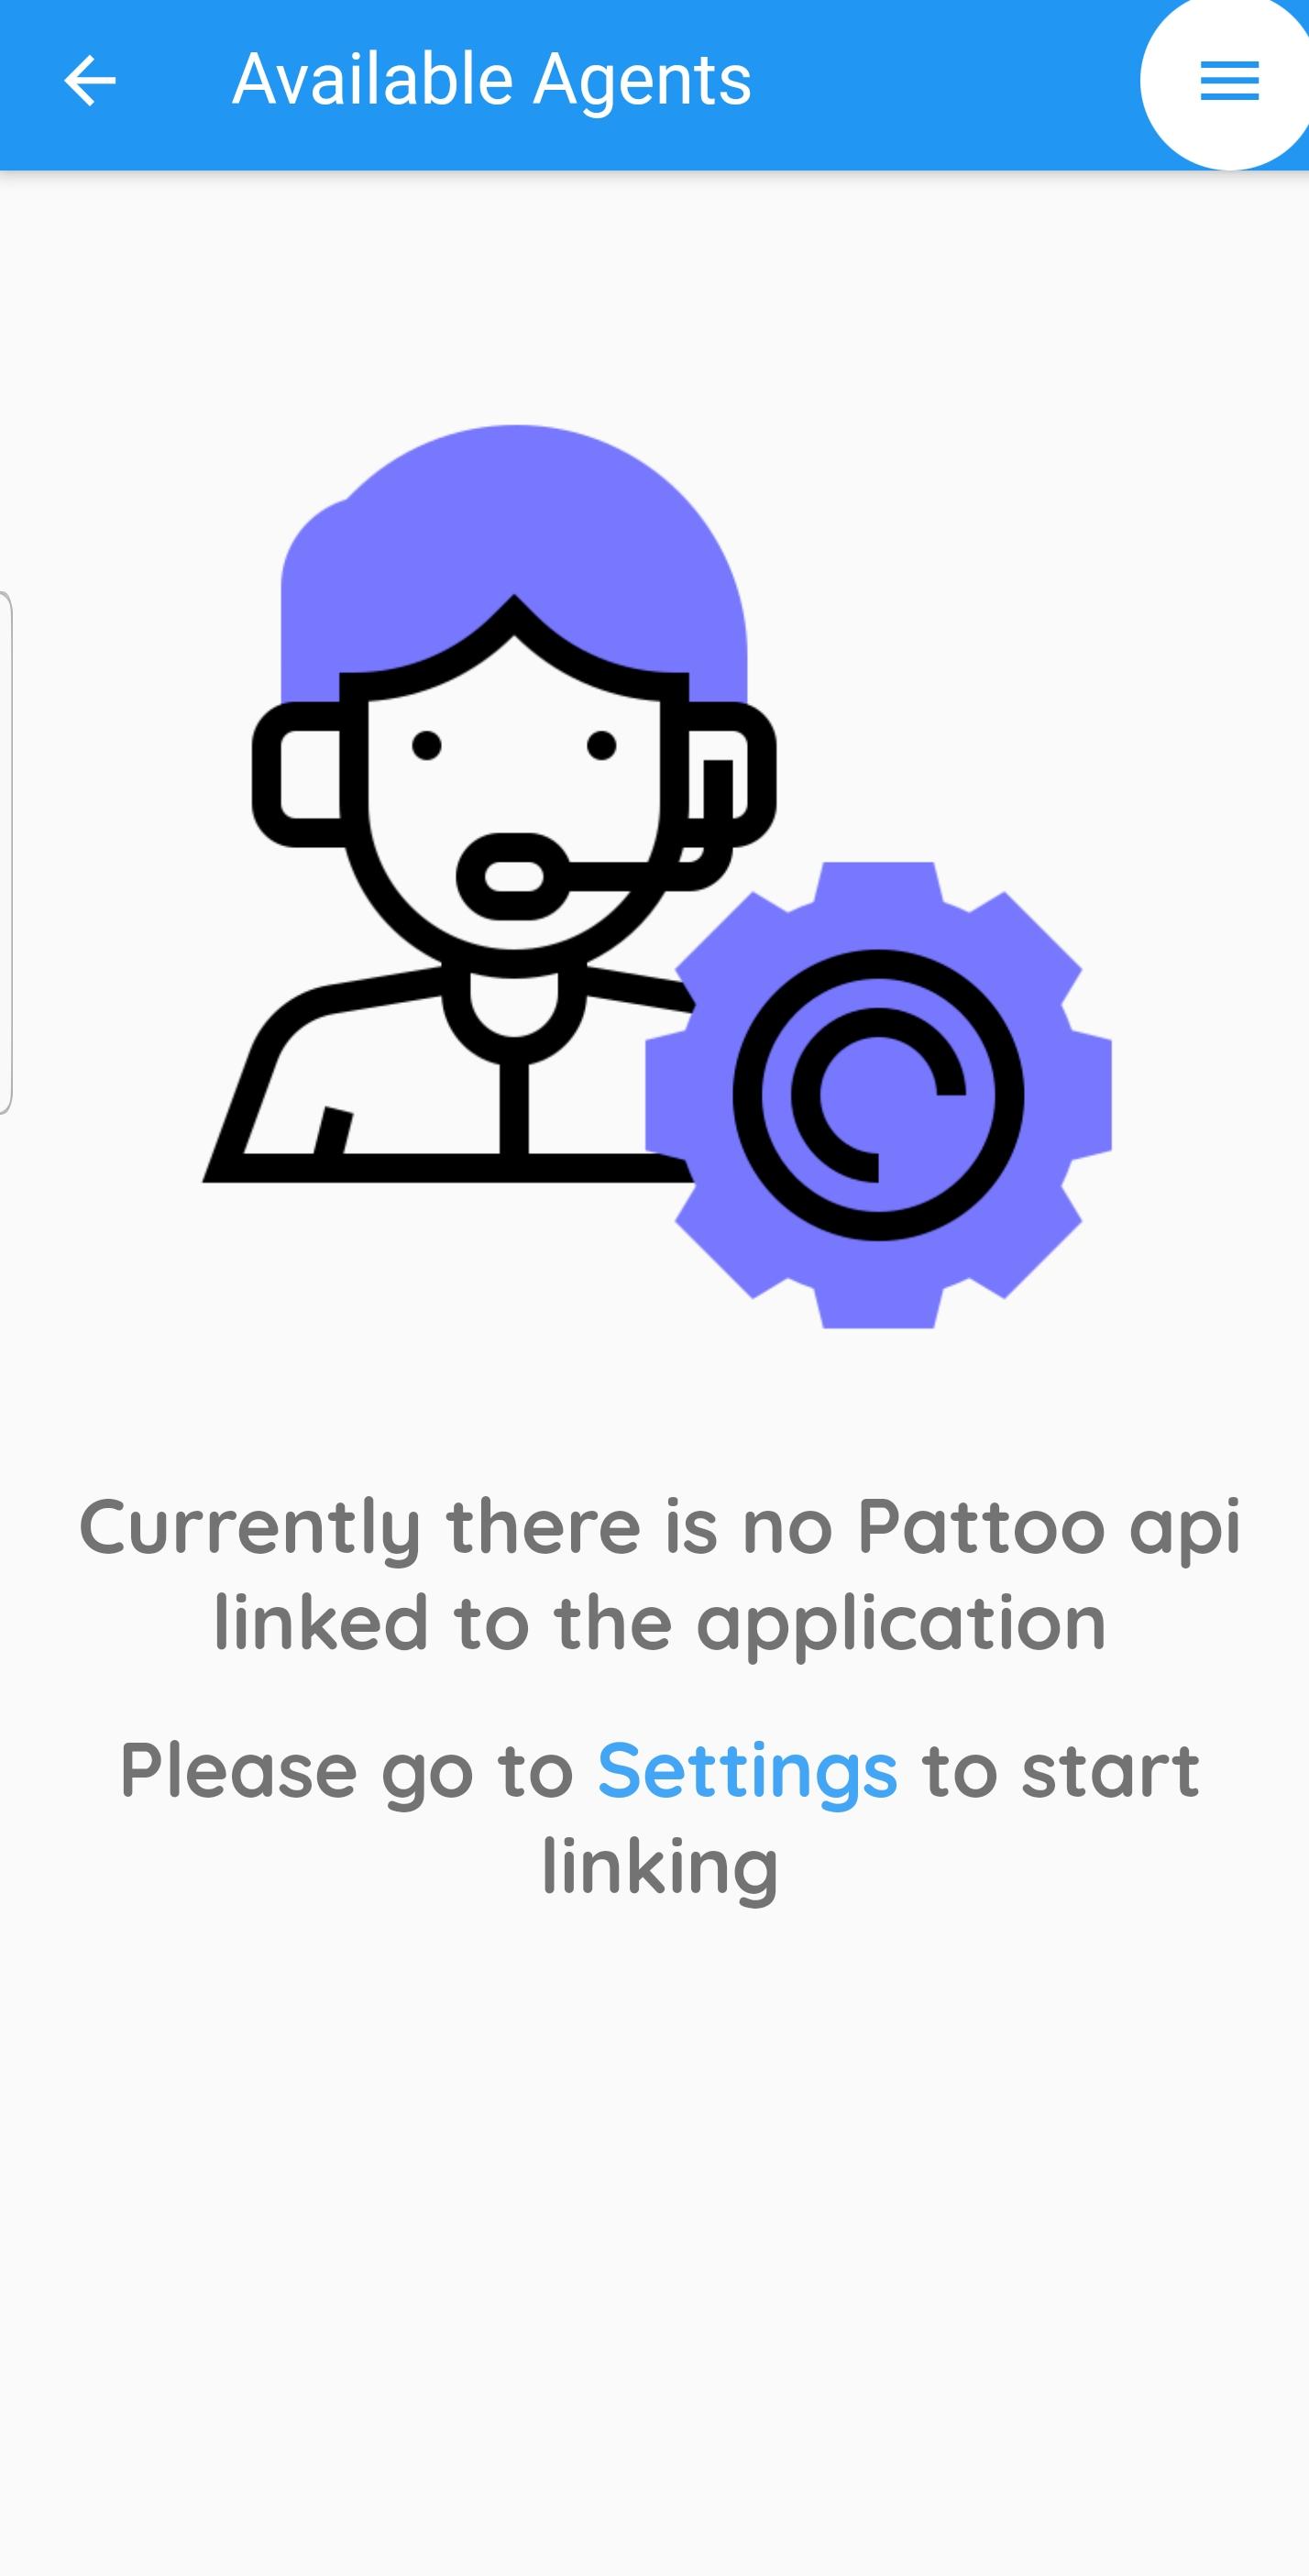 Available Agents
Currently there is no Pattoo api
linked to the application
Please go to Settings to start
linking